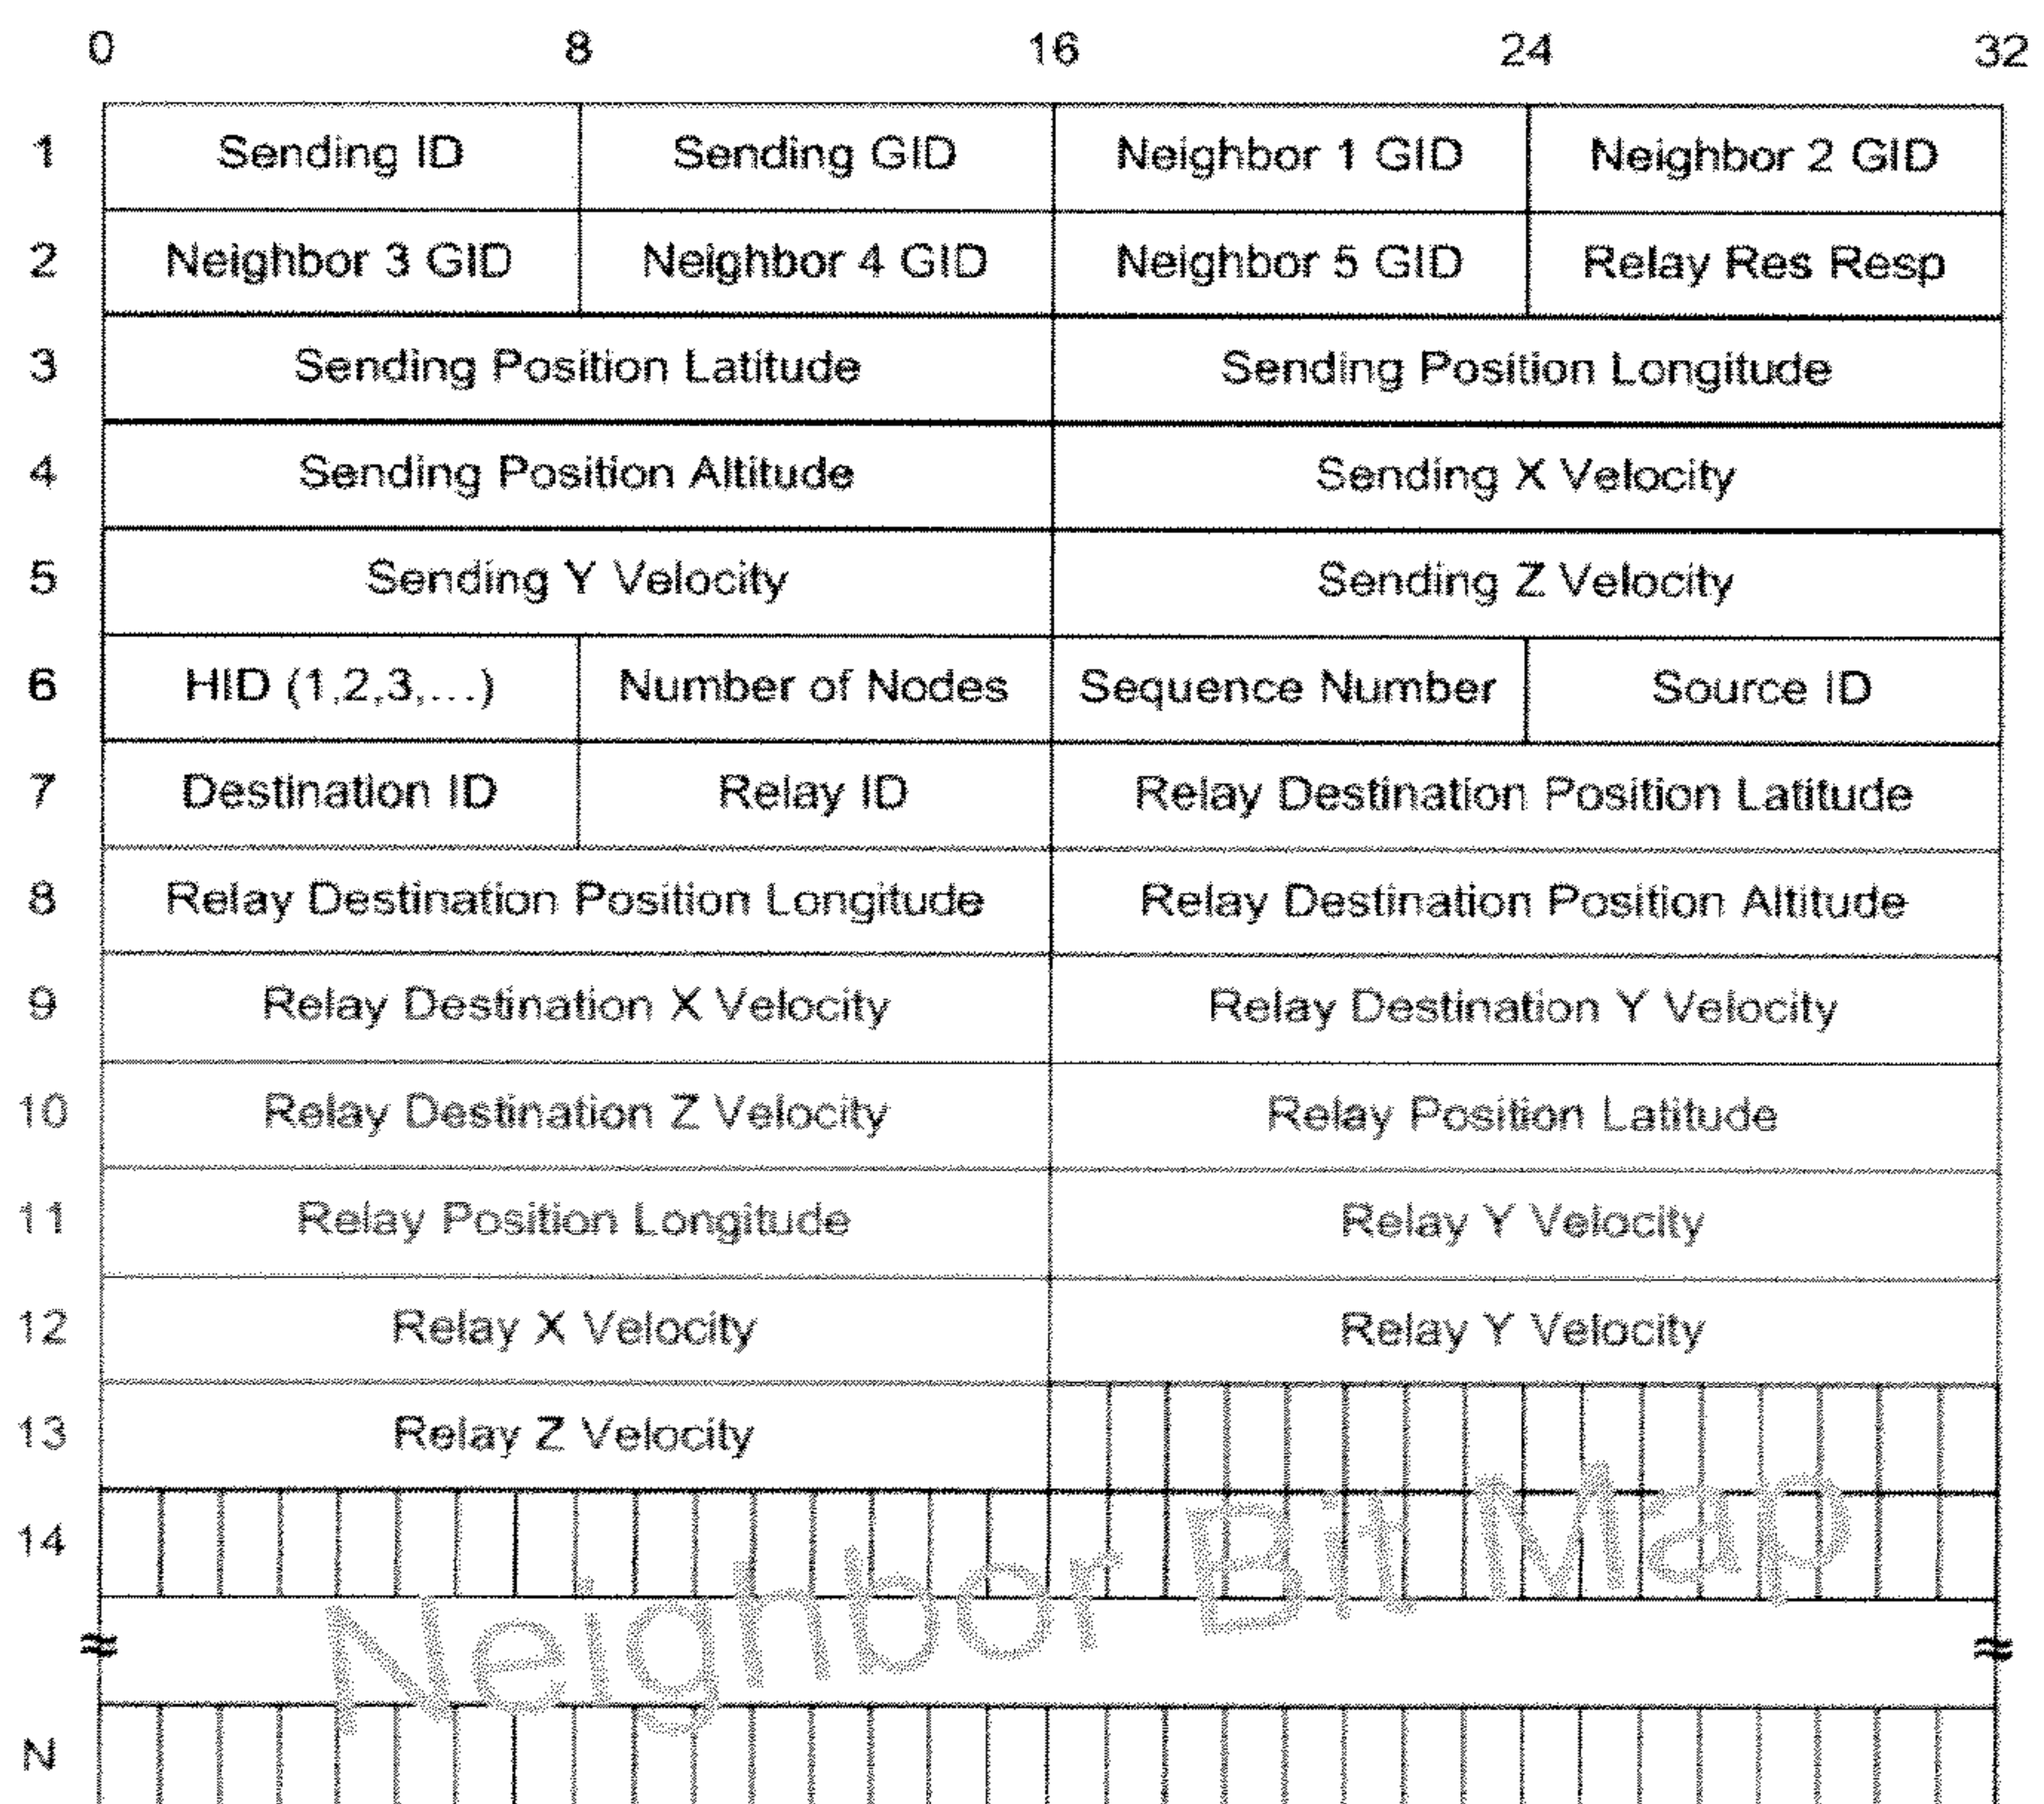 0 8 16 24 32
1 Sending ID Sending GID Neighbor 1 GID Neighbor 2 GID
2 Neighbor 3 GID Neighbor 4 GID Neighbor 5 GID Relay Res Resp
3 Sending Position Latitude Sending Position Longitude
4 Sending Position Altitude Sending X Velocity
5 Sending Y Velocity Sending Z Velocity
6 HID (1,2,3,...) Number of Nodes Sequence Number Source ID
7 Destination ID Relay ID Relay Destination Position Latitude
8 Relay Destination Position Longitude Relay Destination Position Altitude
9 Relay Destination X Velocity Relay Destination Y Velocity
10 Relay Destination Z Velocity Relay Position Latitude
11 Relay Position Longitude Relay Y Velocity
12 Relay X Velocity Relay Y Velocity
13 Relay Z Velocity
14
Neighbor Bit Map
N